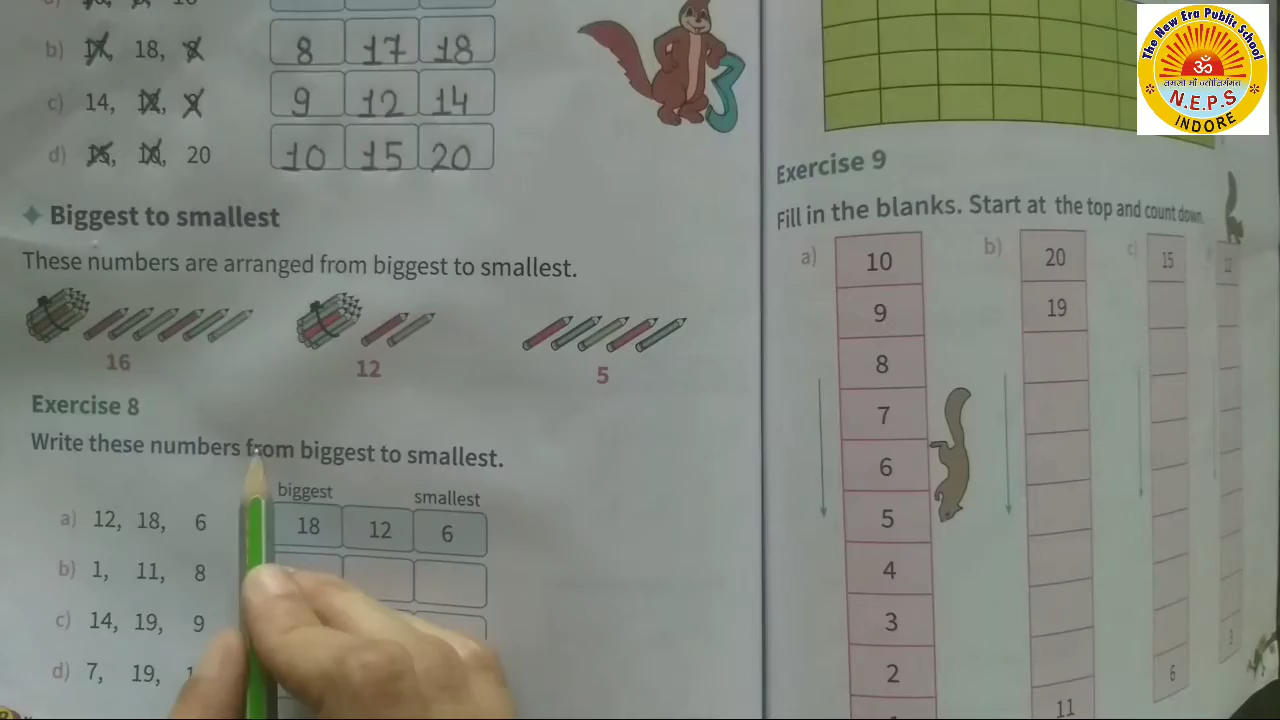 b) 17, 18, 8 8 17 18
c) 14, 12, 9 9 12 14
d) 15, 10, 20 10 15 20
Biggest to smallest
These numbers are arranged from biggest to smallest.
16 12 5
Exercise 8
Write these numbers from biggest to smallest.
biggest smallest
a) 12, 18, 6 18 12 6
b) 1, 11, 8
c) 14, 19, 9
d) 7, 19,
Exercise 9
Fill in the blanks. Start at the top and count down.
a) 10 b) 20 c) 15
9 19
8
7
6
5
4
3
2 6
11
The New Era Public School
ॐ
तमसो माँ ज्योतिर्गमय
N.E.P.S
INDORE